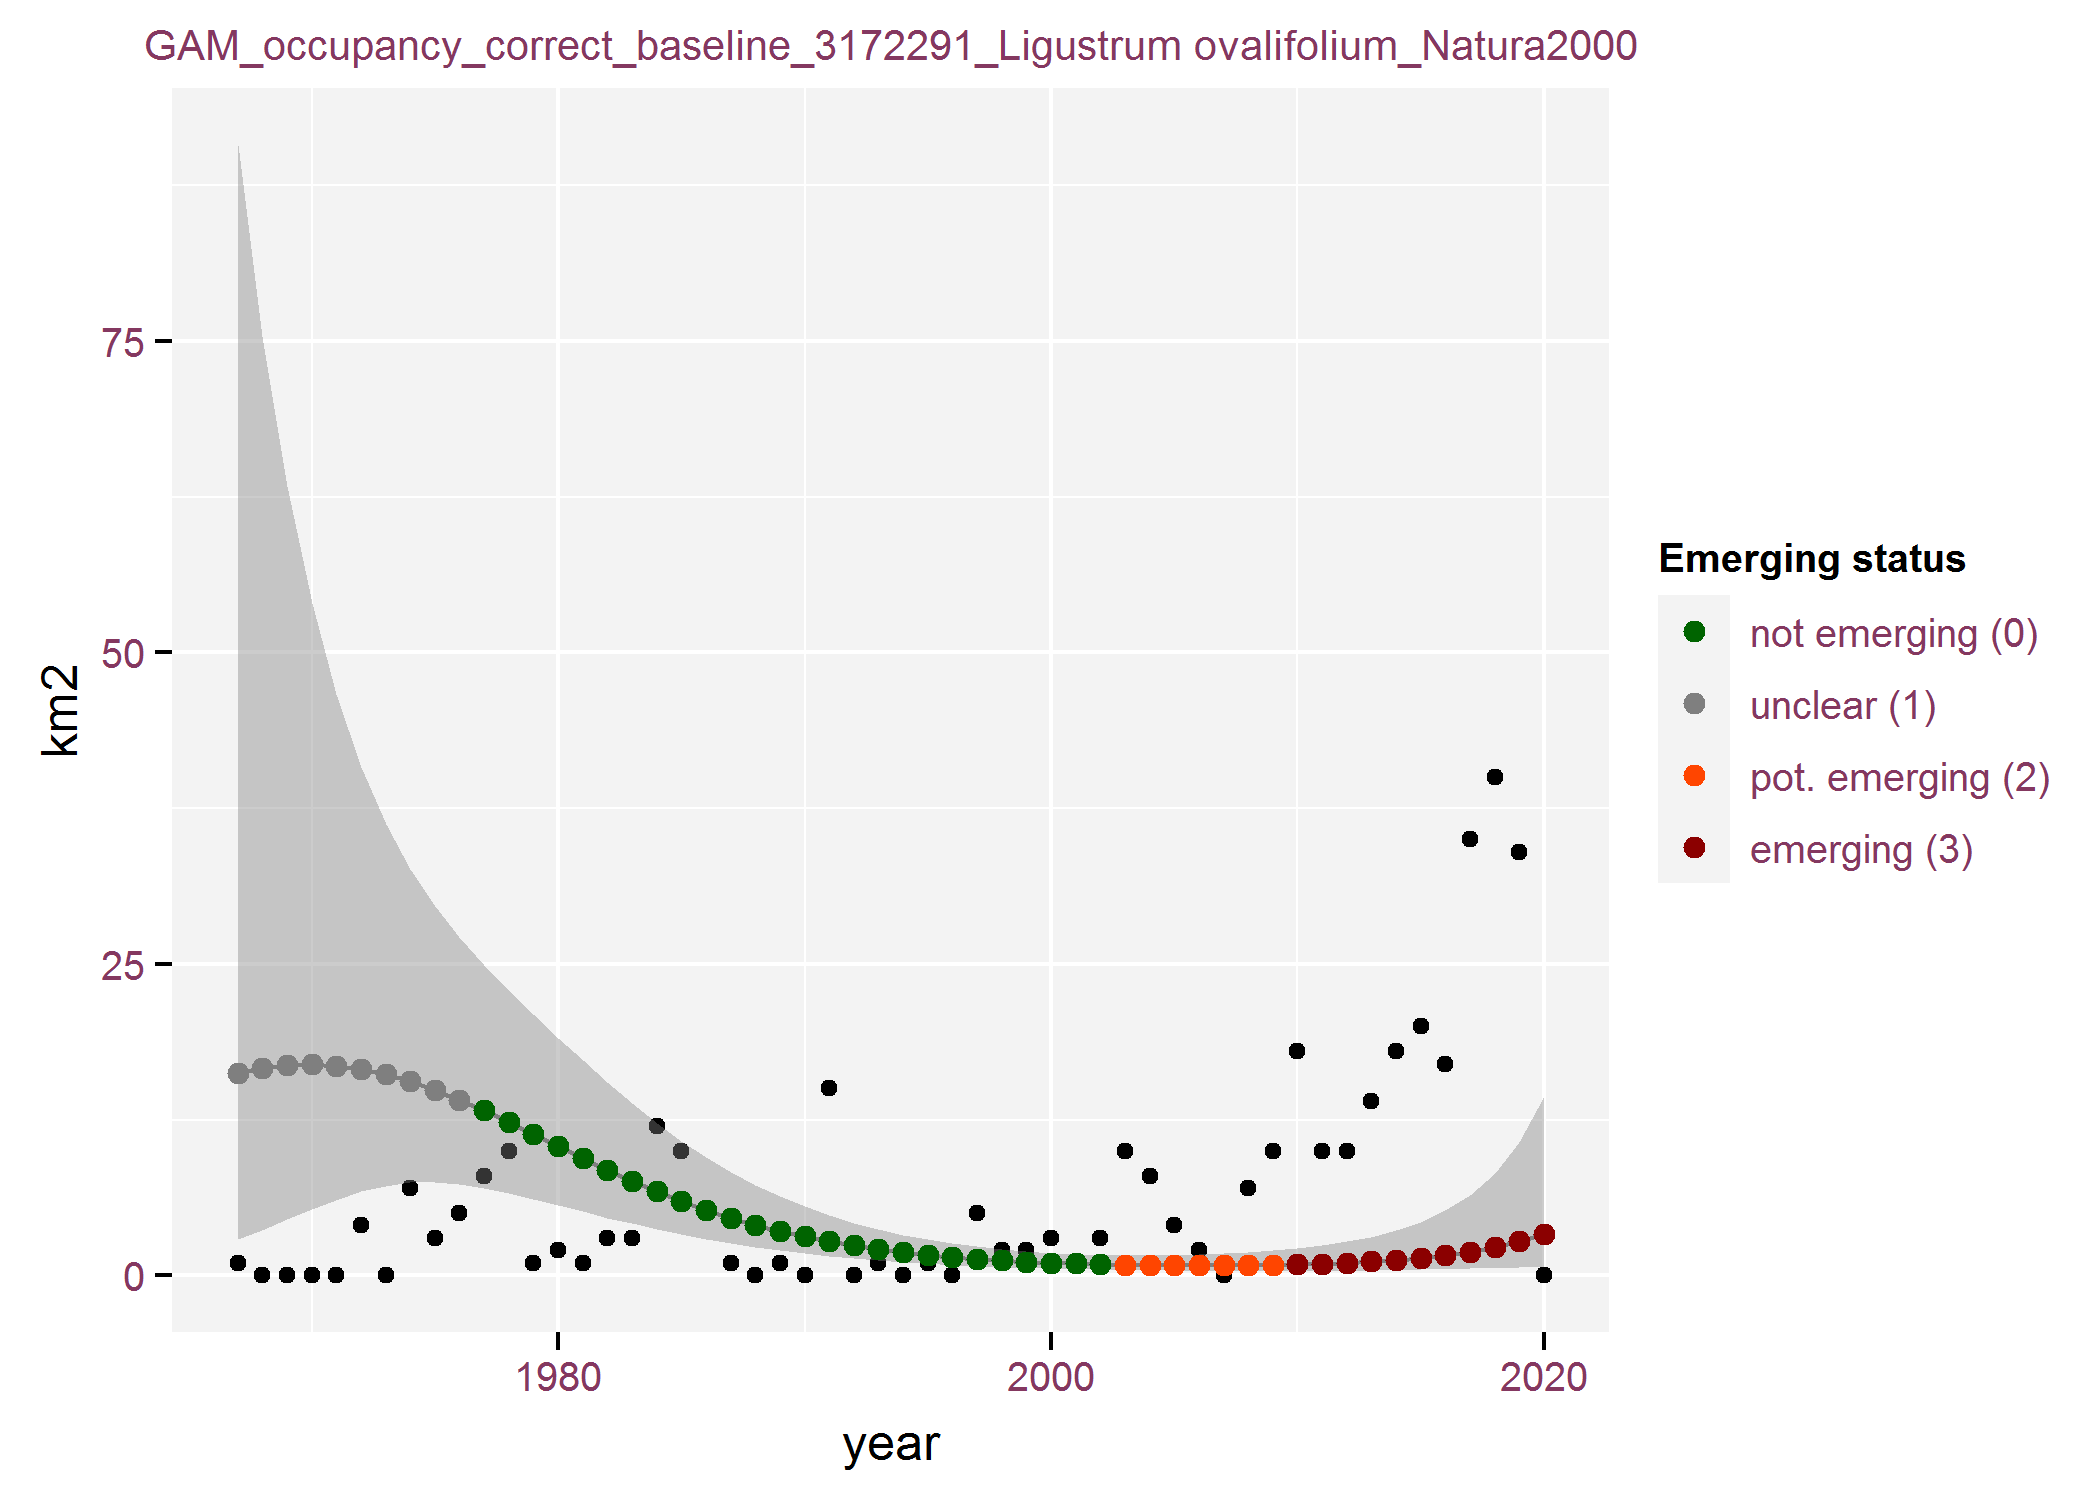 GAM_occupancy_correct_baseline_3172291_Ligustrum ovalifolium_Natura2000
75
50
25
0
km2
1980
2000
2020
year
Emerging status
not emerging (0)
unclear (1)
pot. emerging (2)
emerging (3)